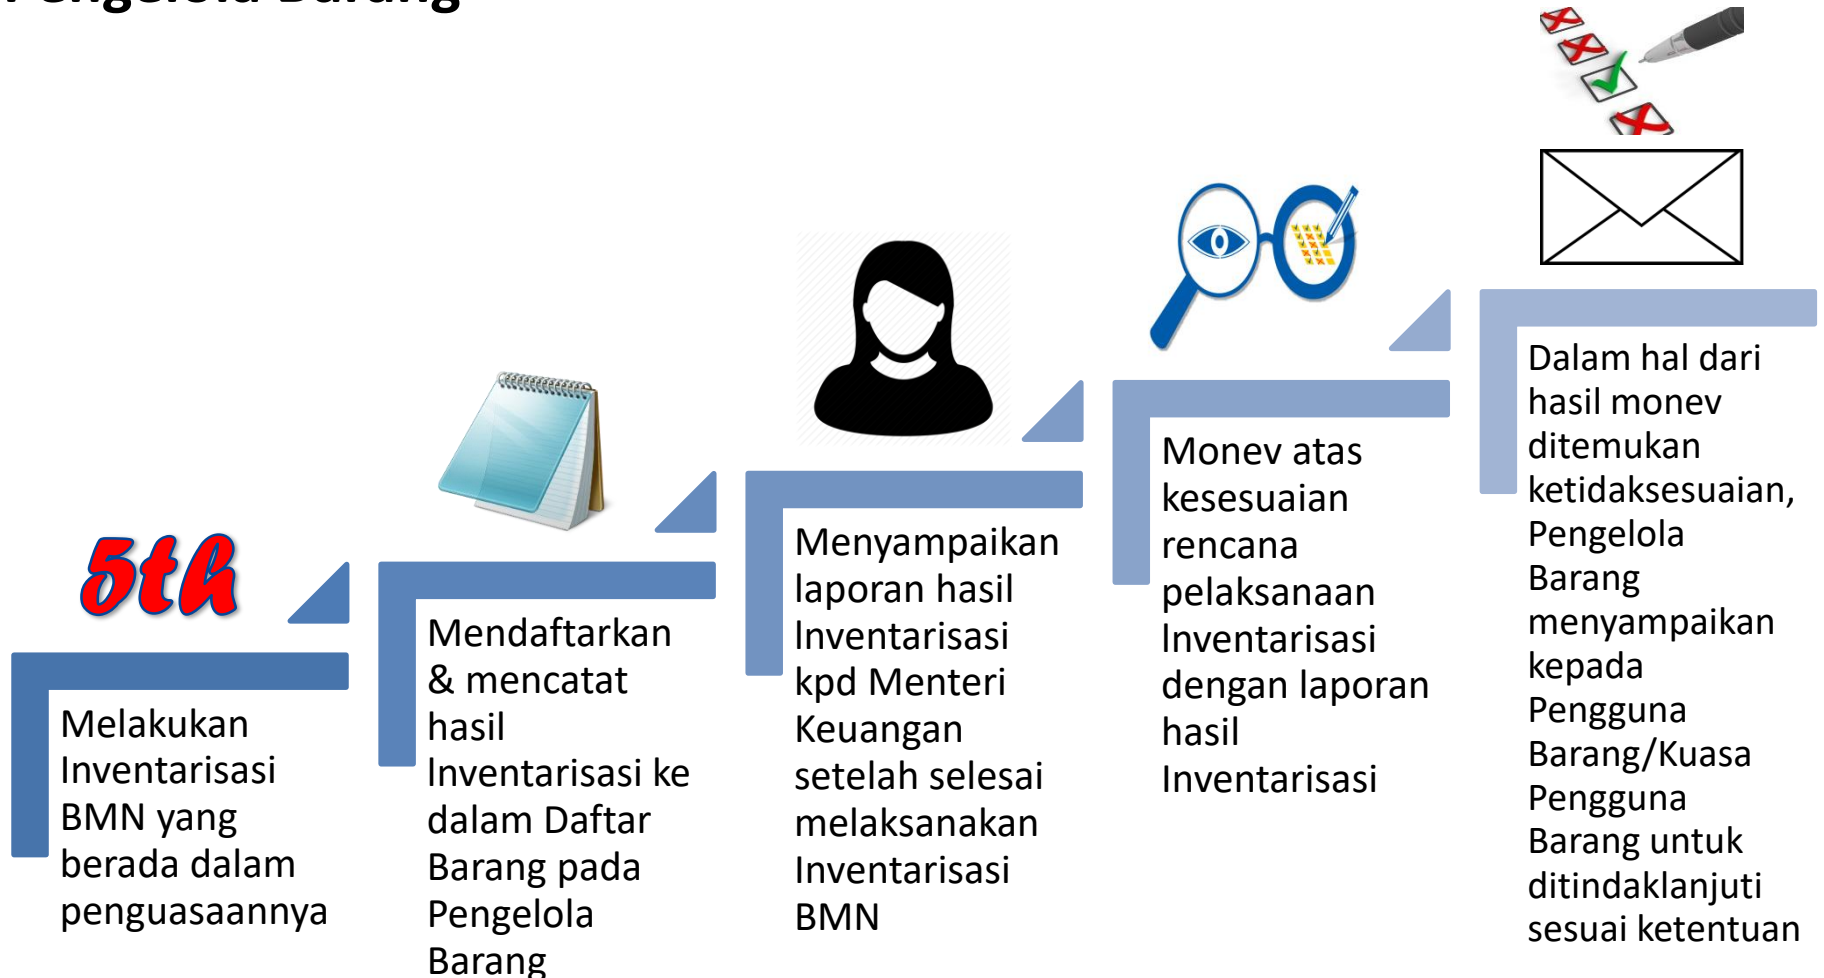 Pengelola Barang
5th
Melakukan
Inventarisasi
BMN yang
berada dalam
penguasaannya
Mendaftarkan
& mencatat
hasil
Inventarisasi ke
dalam Daftar
Barang pada
Pengelola
Barang
Menyampaikan
laporan hasil
Inventarisasi
kpd Menteri
Keuangan
setelah selesai
melaksanakan
Inventarisasi
BMN
Monev atas
kesesuaian
rencana
pelaksanaan
Inventarisasi
dengan laporan
hasil
Inventarisasi
Dalam hal dari
hasil monev
ditemukan
ketidaksesuaian,
Pengelola
Barang
menyampaikan
kepada
Pengguna
Barang/Kuasa
Pengguna
Barang untuk
ditindaklanjuti
sesuai ketentuan